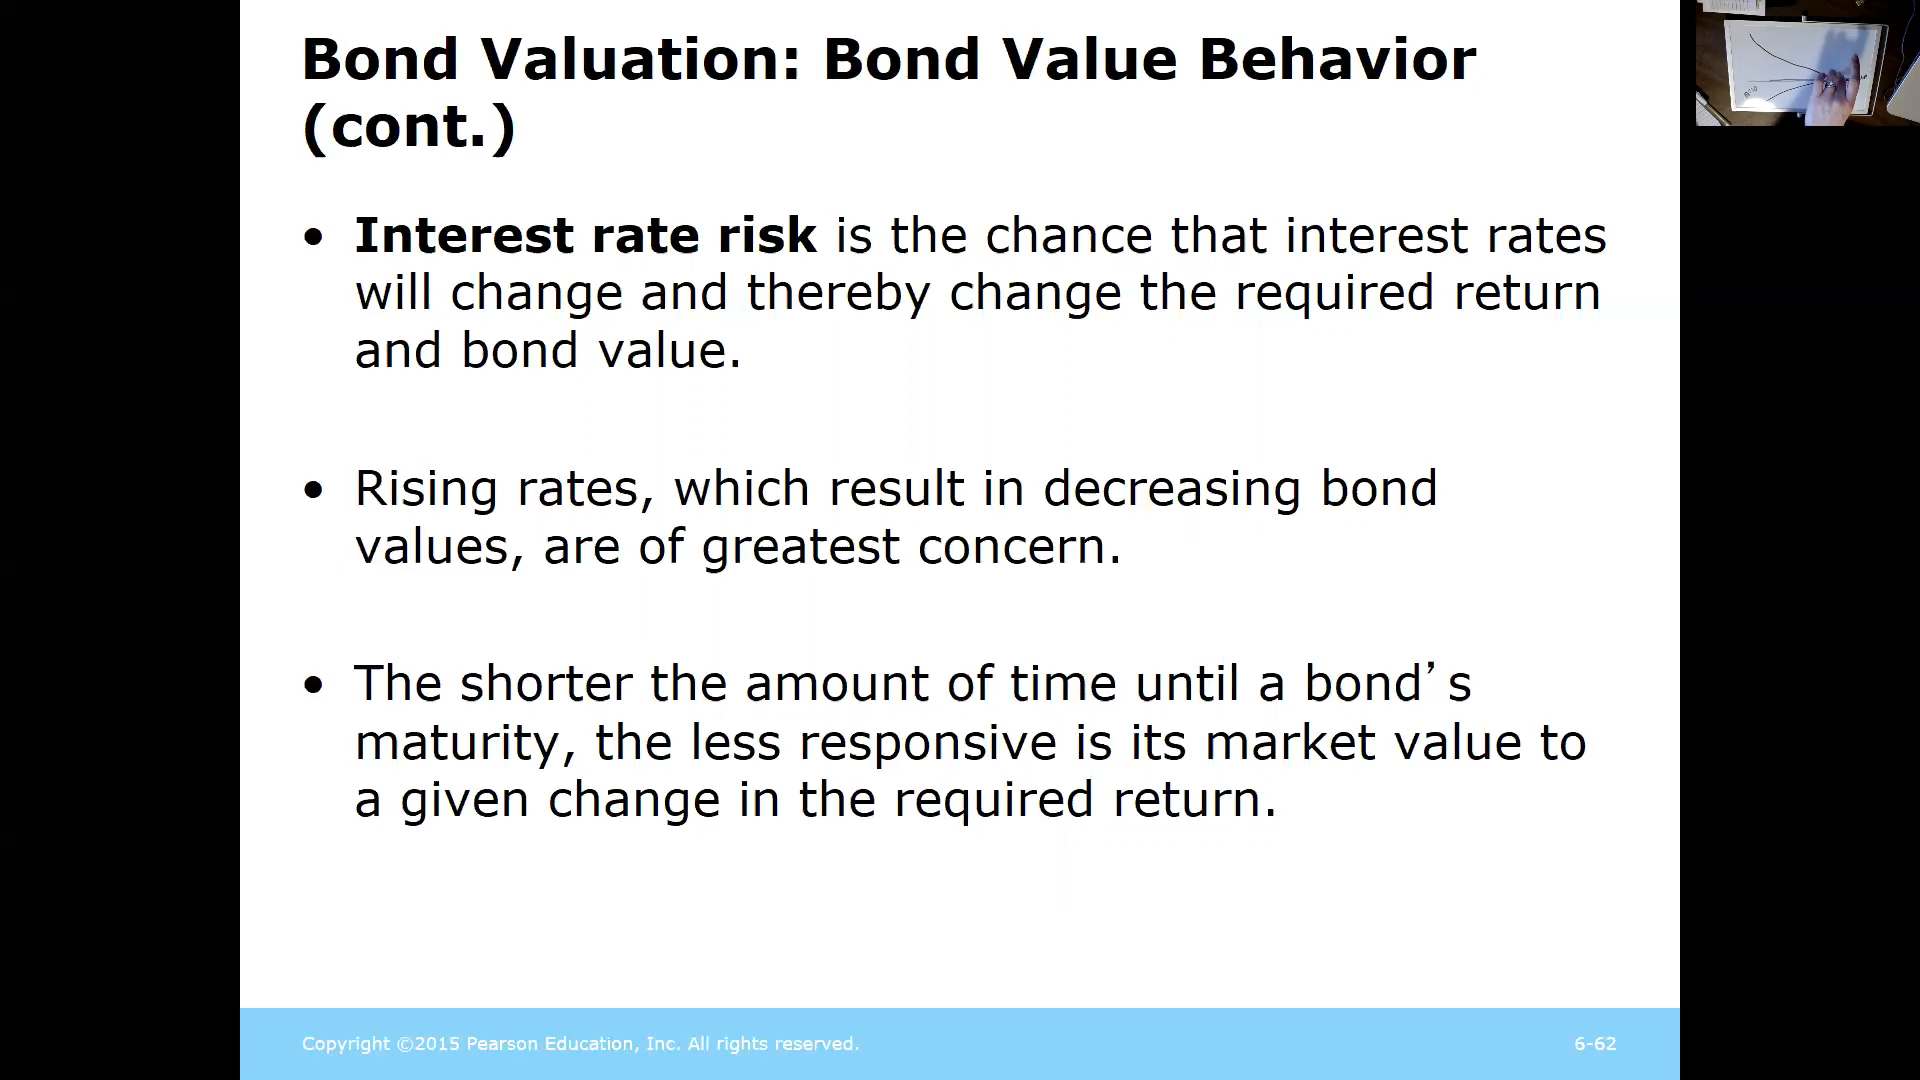 Bond Valuation: Bond Value Behavior
(cont.)
• Interest rate risk is the chance that interest rates
will change and thereby change the required return
and bond value.
• Rising rates, which result in decreasing bond
values, are of greatest concern.
• The shorter the amount of time until a bond’s
maturity, the less responsive is its market value to
a given change in the required return.
Copyright ©2015 Pearson Education, Inc. All rights reserved.
6-62